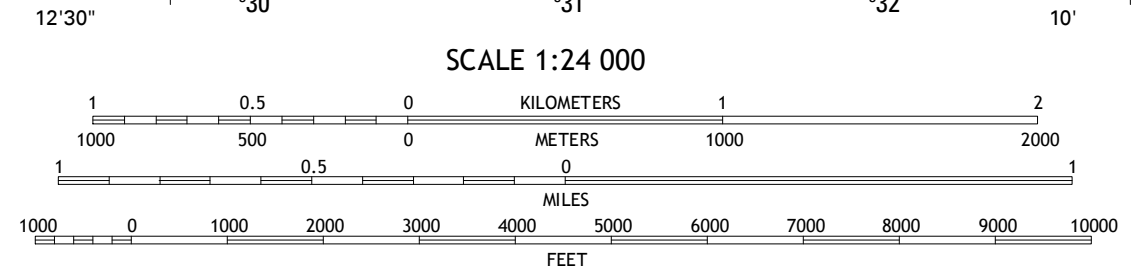 12'30" °30 °31 °32 10'
SCALE 1:24 000
1 0.5 0 KILOMETERS 1 2
1000 500 0 METERS 1000 2000
1 0.5 0 1
MILES
1000 0 1000 2000 3000 4000 5000 6000 7000 8000 9000 10000
FEET